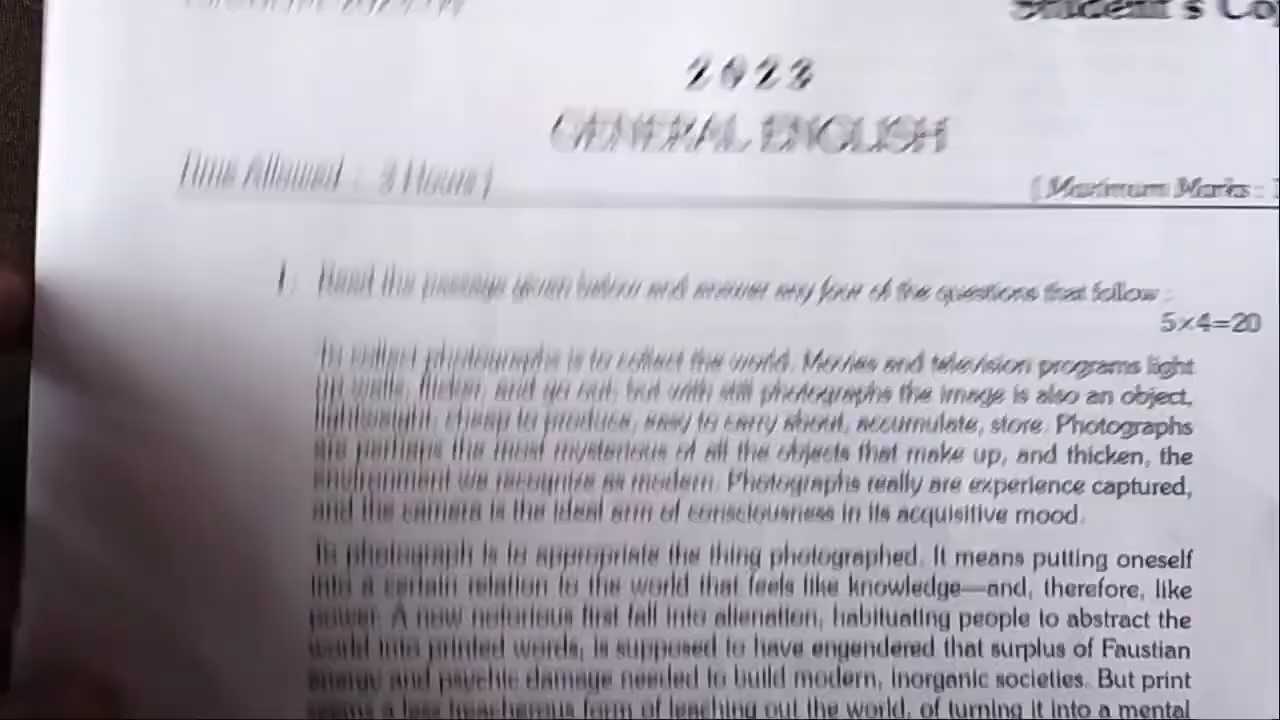 Student's Co
2023
GENERAL ENGLISH
Time Allowed : 3 Hours ]
[ Maximum Marks :
1. Read the passage given below and answer any four of the questions that follow :
5×4=20
To collect photographs is to collect the world. Movies and television programs light
up walls, flicker, and go out; but with still photographs the image is also an object,
lightweight, cheap to produce, easy to carry about, accumulate, store. Photographs
are perhaps the most mysterious of all the objects that make up, and thicken, the
environment we recognize as modern. Photographs really are experience captured,
and the camera is the ideal arm of consciousness in its acquisitive mood.
To photograph is to appropriate the thing photographed. It means putting oneself
into a certain relation to the world that feels like knowledge—and, therefore, like
power. A now notorious first fall into alienation, habituating people to abstract the
world into printed words, is supposed to have engendered that surplus of Faustian
energy and psychic damage needed to build modern, inorganic societies. But print
seems a less treacherous form of leaching out the world, of turning it into a mental